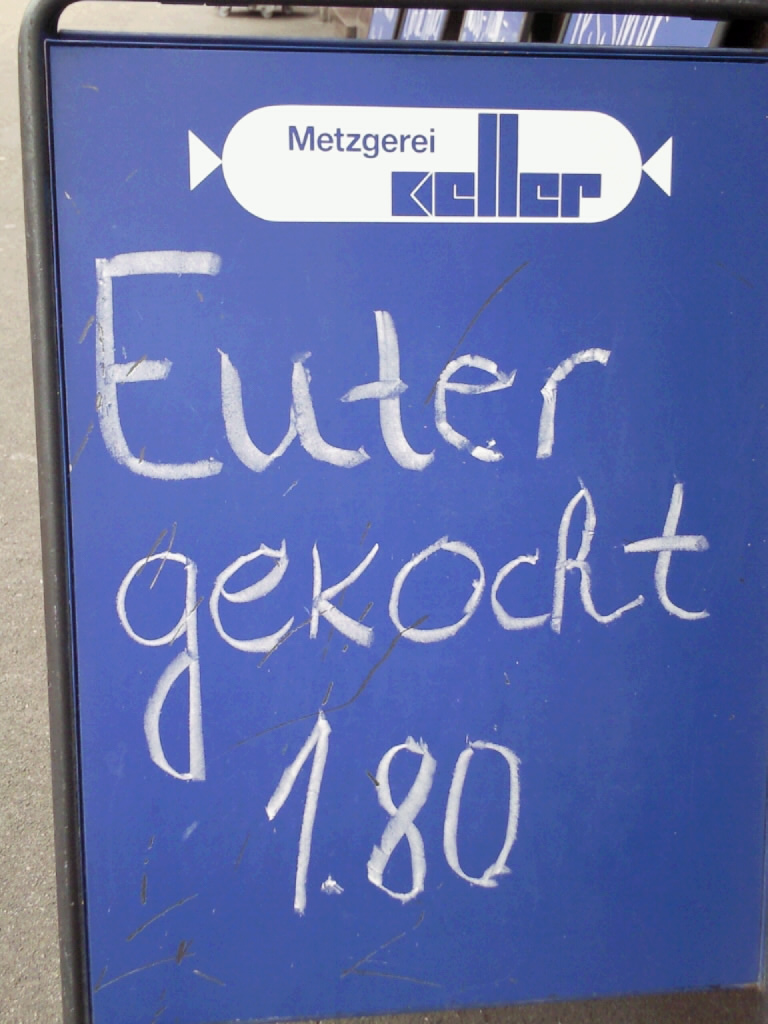 Metzgerei
Keller
Euter
gekocht
1.80